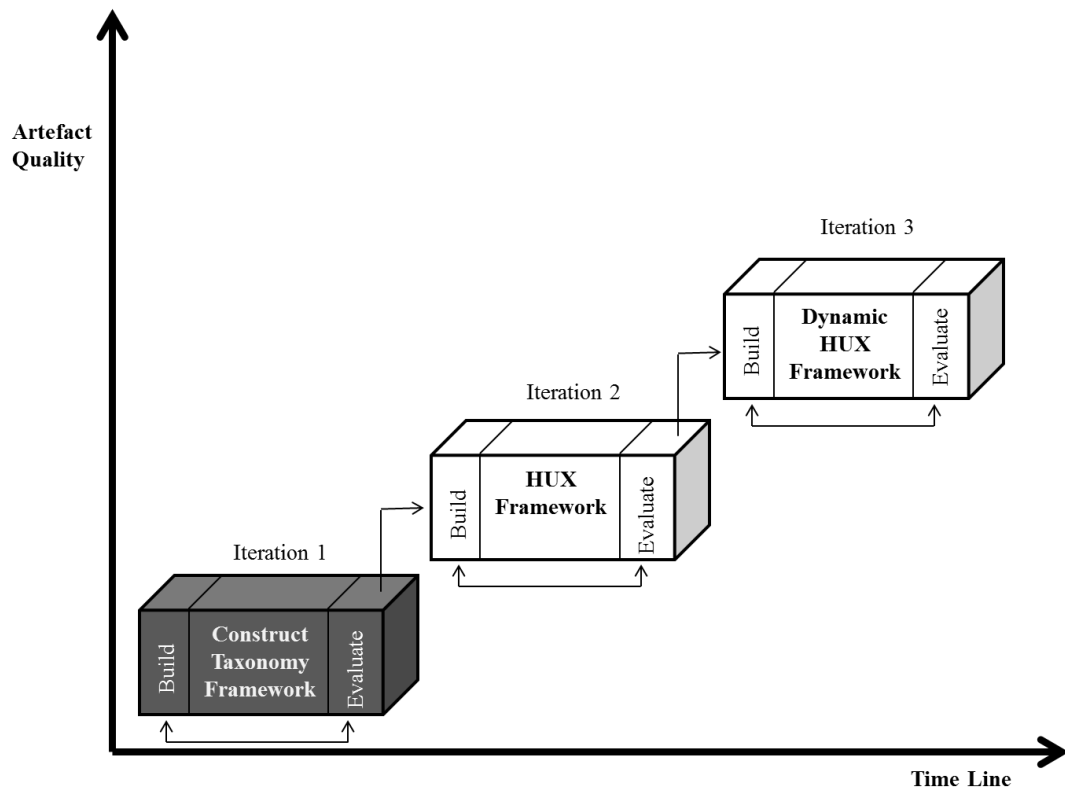 Artefact
Quality
Iteration 3
Build
Dynamic
HUX
Framework
Evaluate
Iteration 2
Build
HUX
Framework
Evaluate
Iteration 1
Build
Construct
Taxonomy
Framework
Evaluate
Time Line